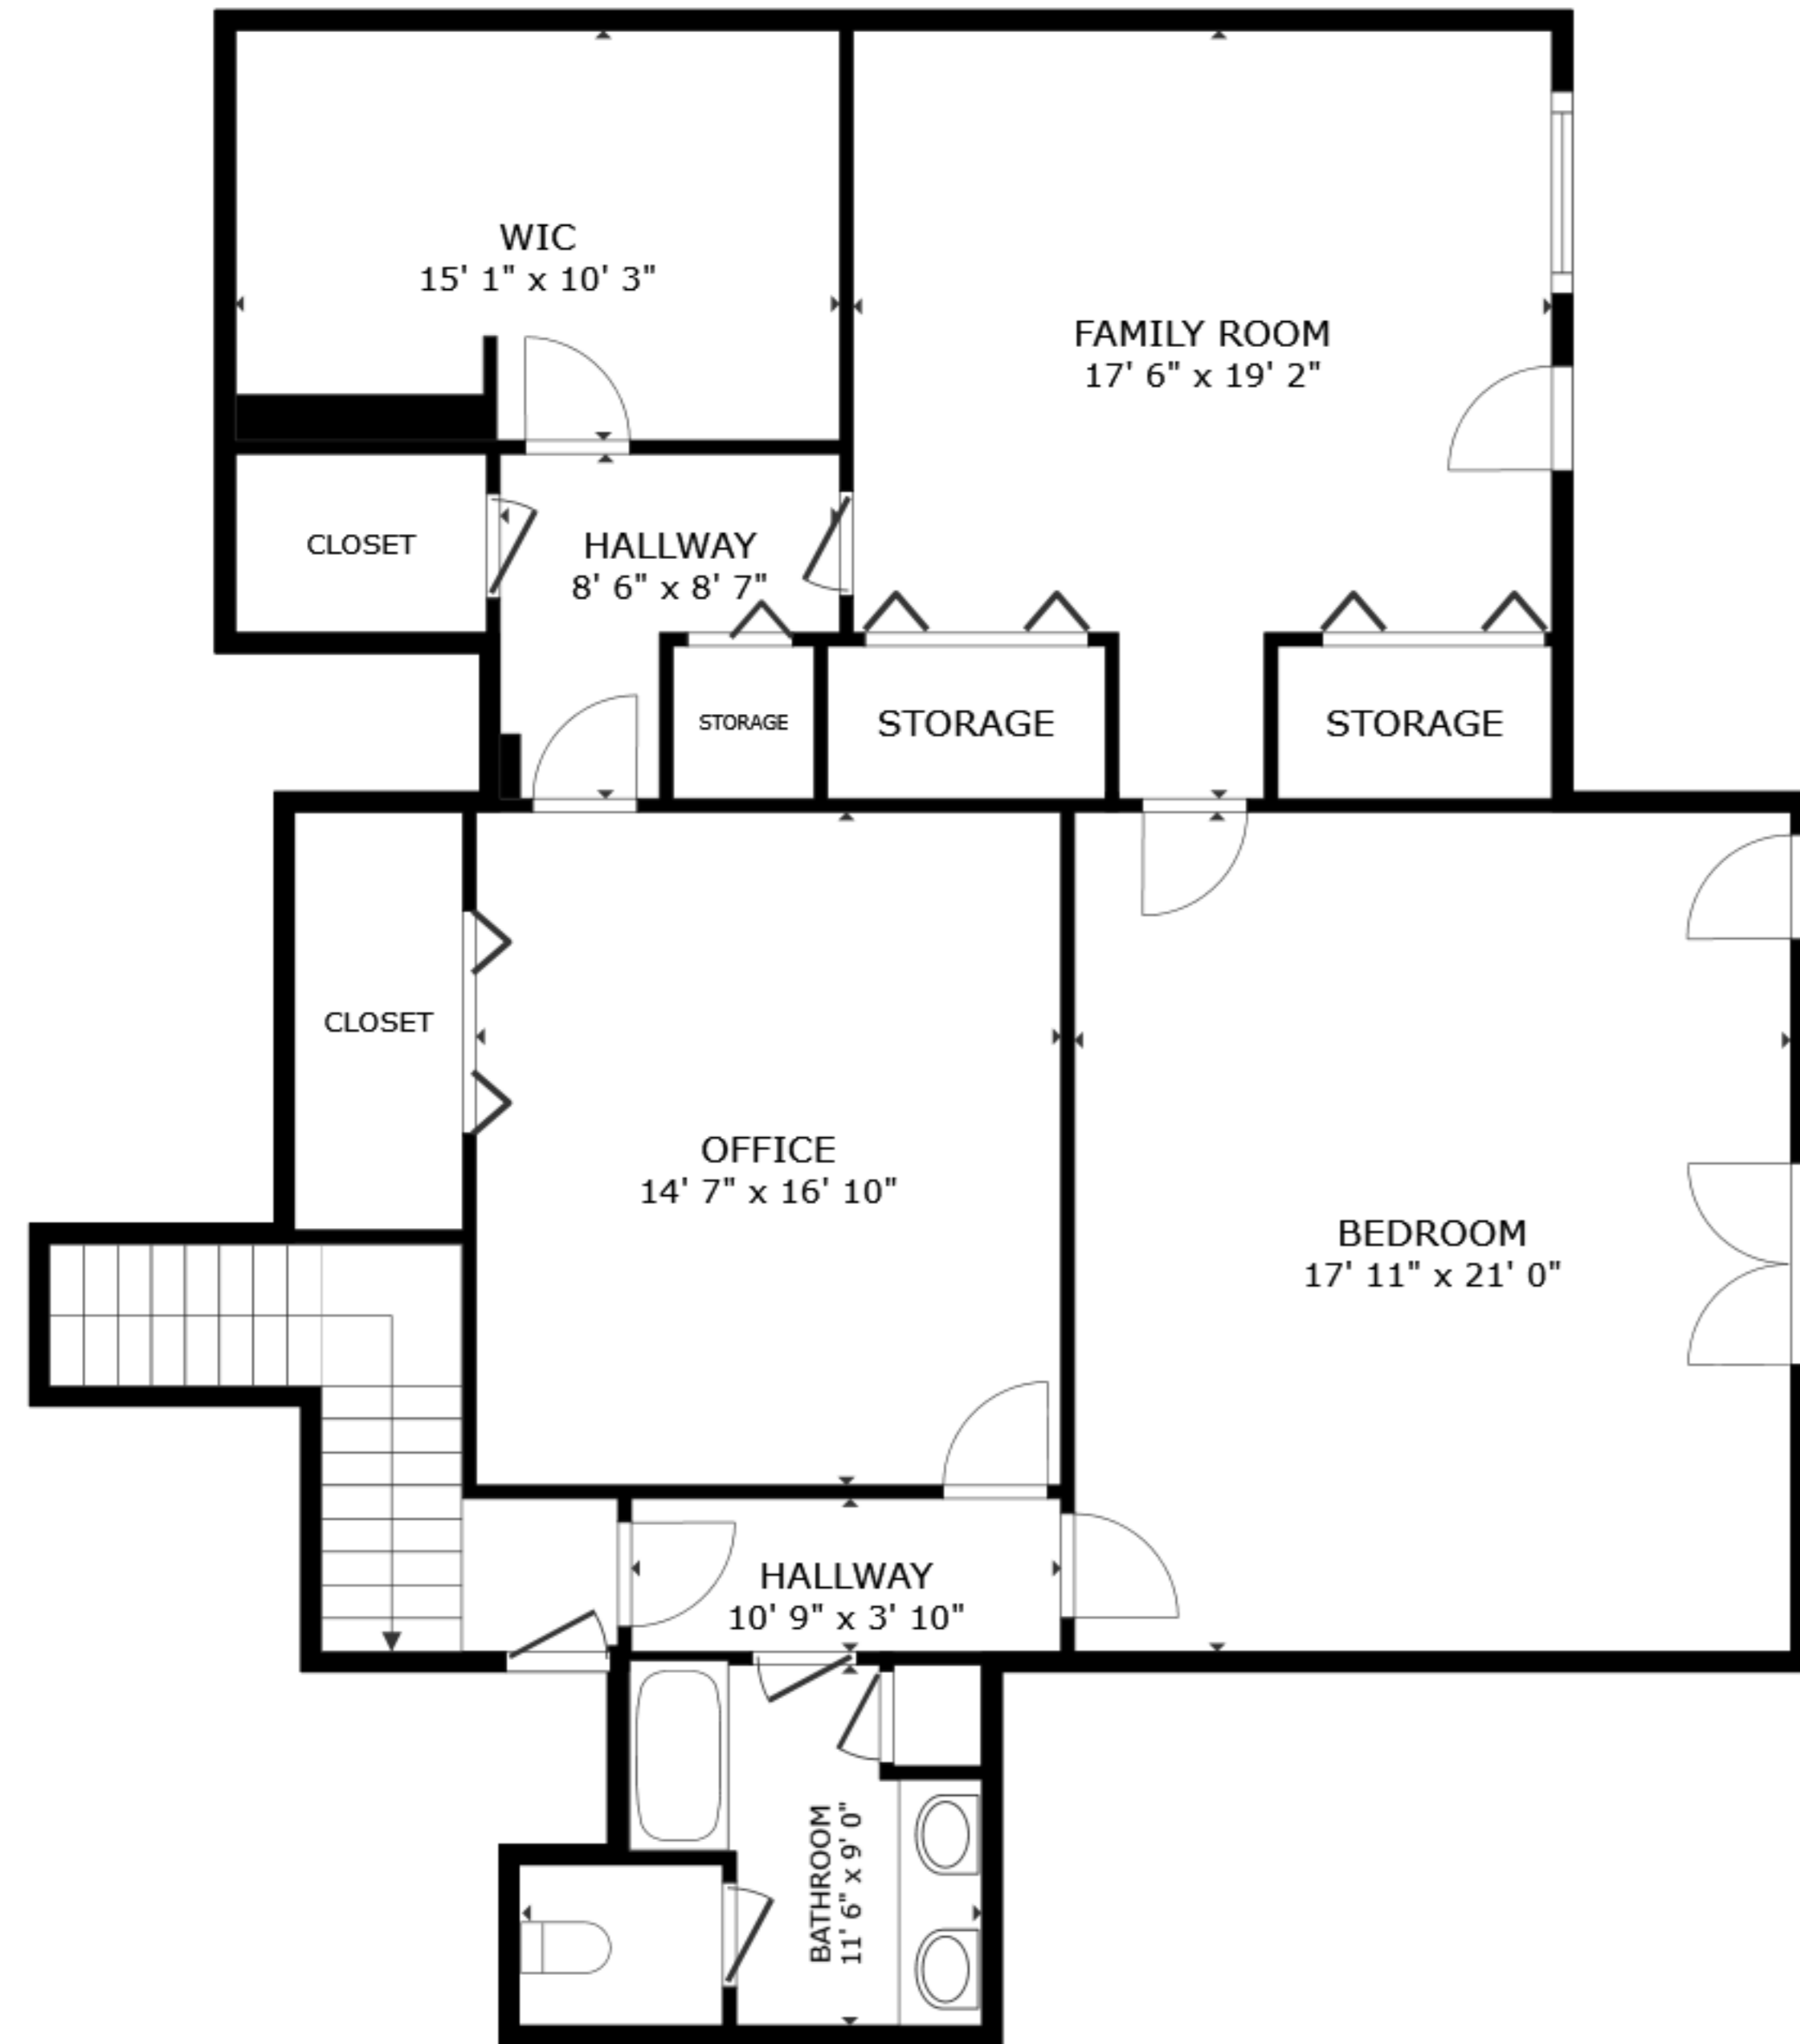 WIC
15' 1" x 10' 3"
FAMILY ROOM
17' 6" x 19' 2"
CLOSET
HALLWAY
8' 6" x 8' 7"
STORAGE
STORAGE
STORAGE
CLOSET
OFFICE
14' 7" x 16' 10"
BEDROOM
17' 11" x 21' 0"
HALLWAY
10' 9" x 3' 10"
BATHROOM
11' 6" x 9' 0"